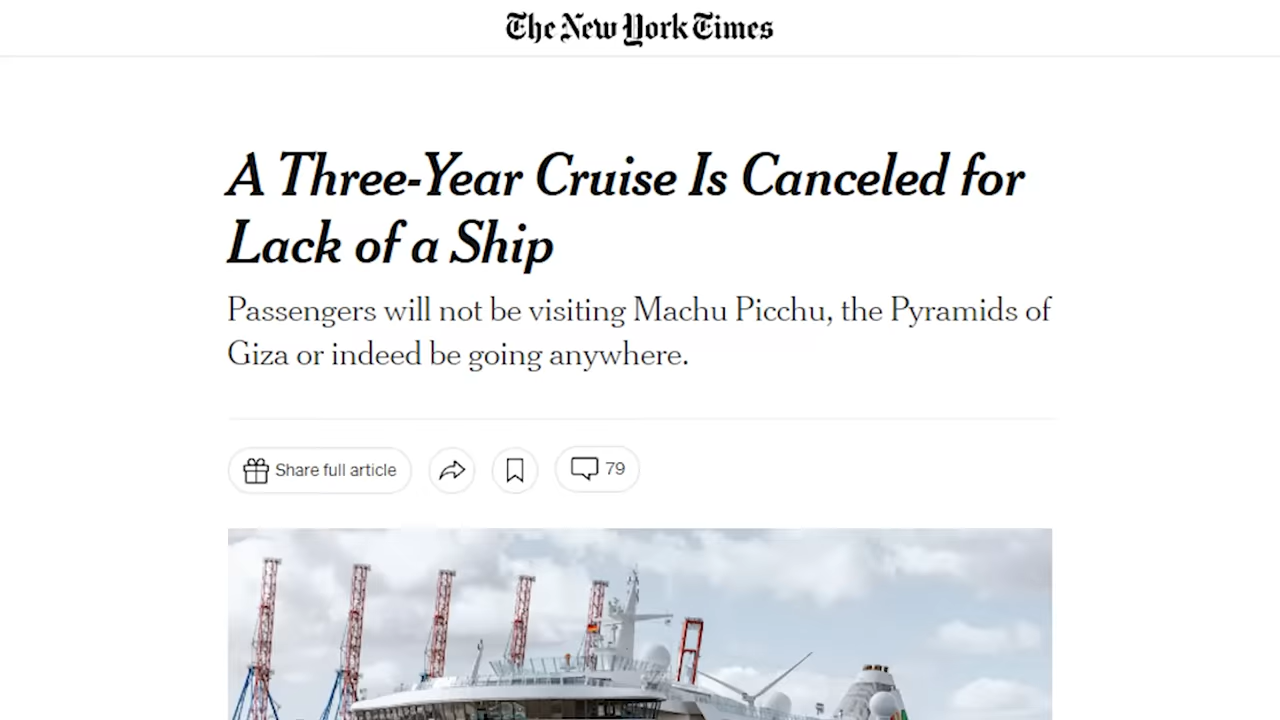 The New York Times
A Three-Year Cruise Is Canceled for
Lack of a Ship
Passengers will not be visiting Machu Picchu, the Pyramids of
Giza or indeed be going anywhere.
Share full article
79